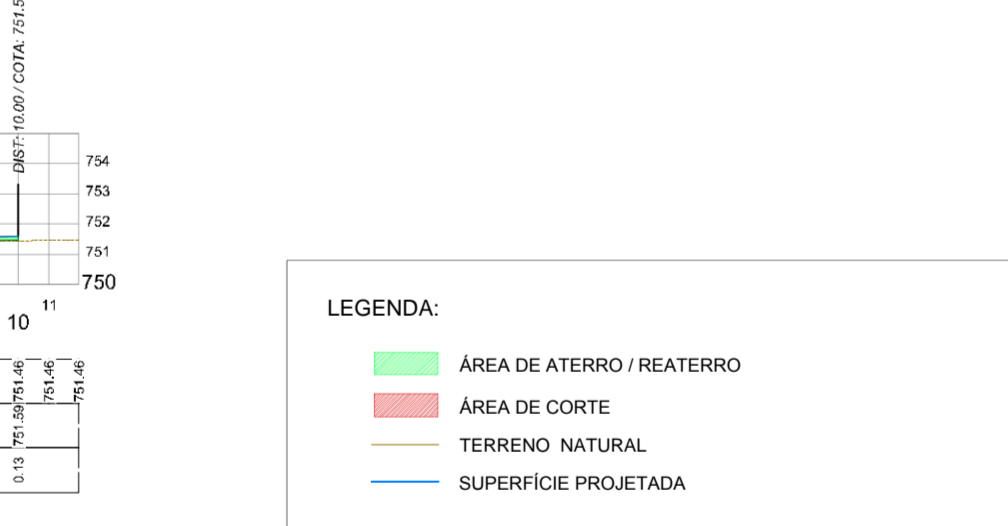 DIST.: 10.00 / COTA: 751.5
754
753
752
751
750
11
10
751.46
751.46
751.46
751.59
0.13
LEGENDA:
ÁREA DE ATERRO / REATERRO
ÁREA DE CORTE
TERRENO NATURAL
SUPERFÍCIE PROJETADA